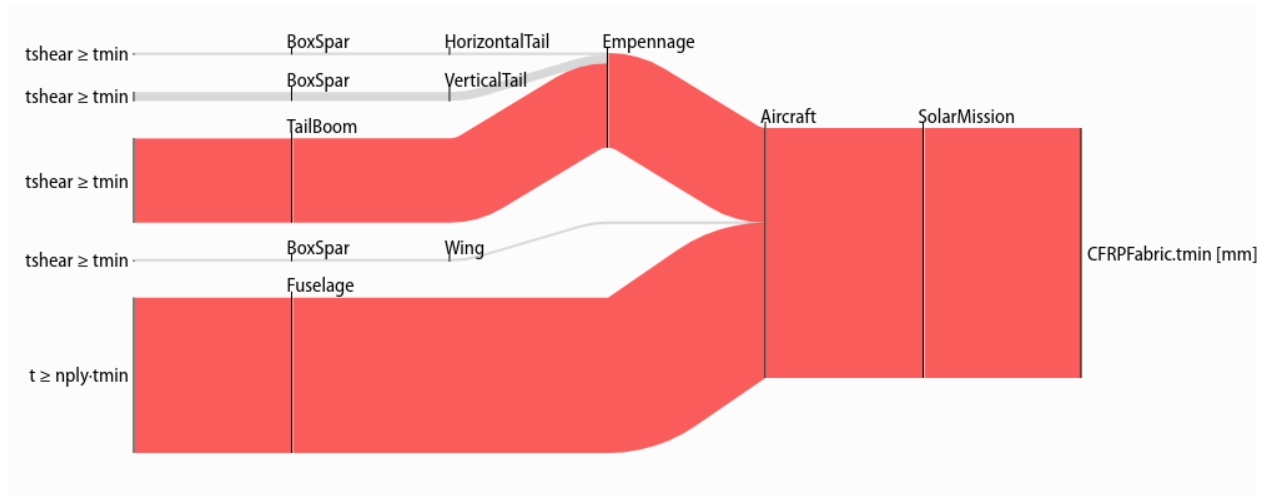 BoxSpar HorizontalTail Empennage
tshear ≥ tmin
BoxSpar VerticalTail
tshear ≥ tmin
Aircraft SolarMission
TailBoom
tshear ≥ tmin
BoxSpar Wing
CFRPFabric.tmin [mm]
tshear ≥ tmin
Fuselage
t ≥ nply·tmin